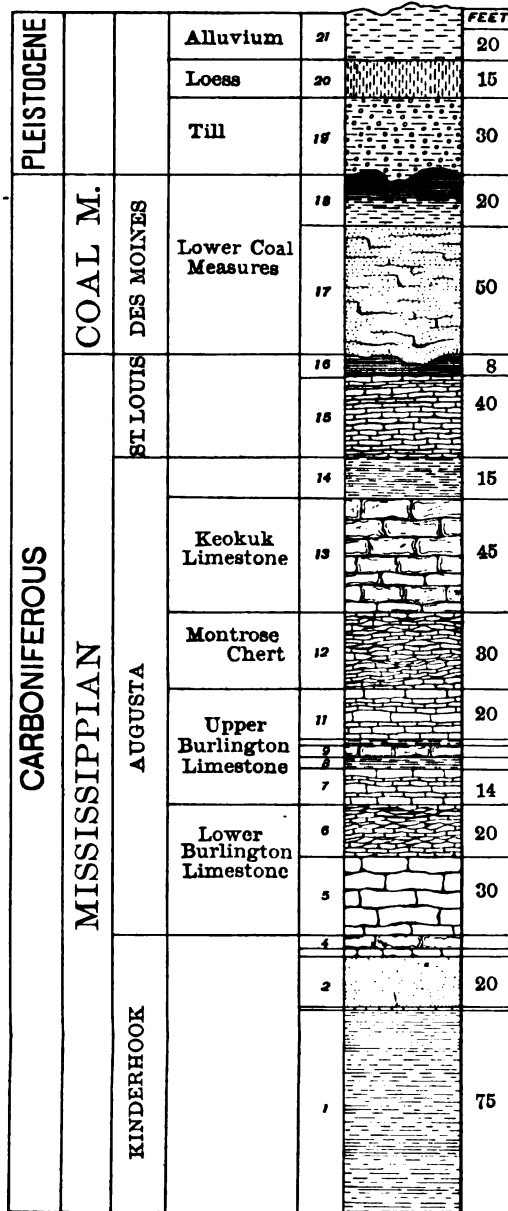 FEET
PLEISTOCENE
Alluvium 21 20
Loess 20 15
Till 19 30
CARBONIFEROUS
COAL M.
DES MOINES
Lower Coal
Measures
18 20
17 50
MISSISSIPPIAN
ST LOUIS
16 8
15 40
AUGUSTA
14 15
Keokuk
Limestone
13 45
Montrose
Chert
12 30
Upper
Burlington
Limestone
11 20
9
8
7 14
Lower
Burlington
Limestonc
6 20
5 30
KINDERHOOK
4
2 20
1 75